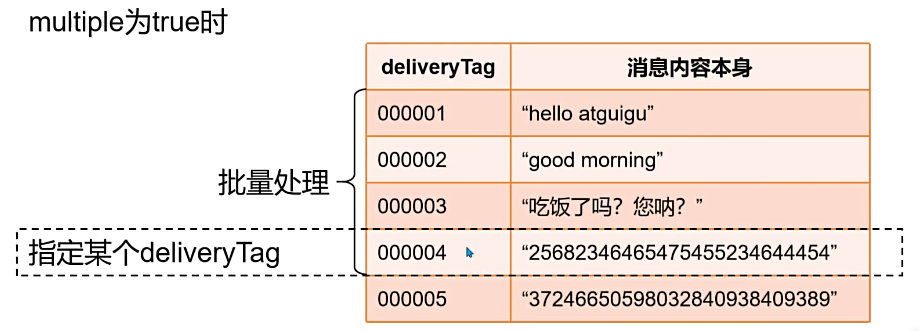 multiple为true时
deliveryTag 消息内容本身
000001 “hello atguigu”
000002 “good morning”
批量处理
000003 “吃饭了吗？您呐？”
指定某个deliveryTag 000004 “256823464654754552346444​54”
000005 “37246650598032840938409389”